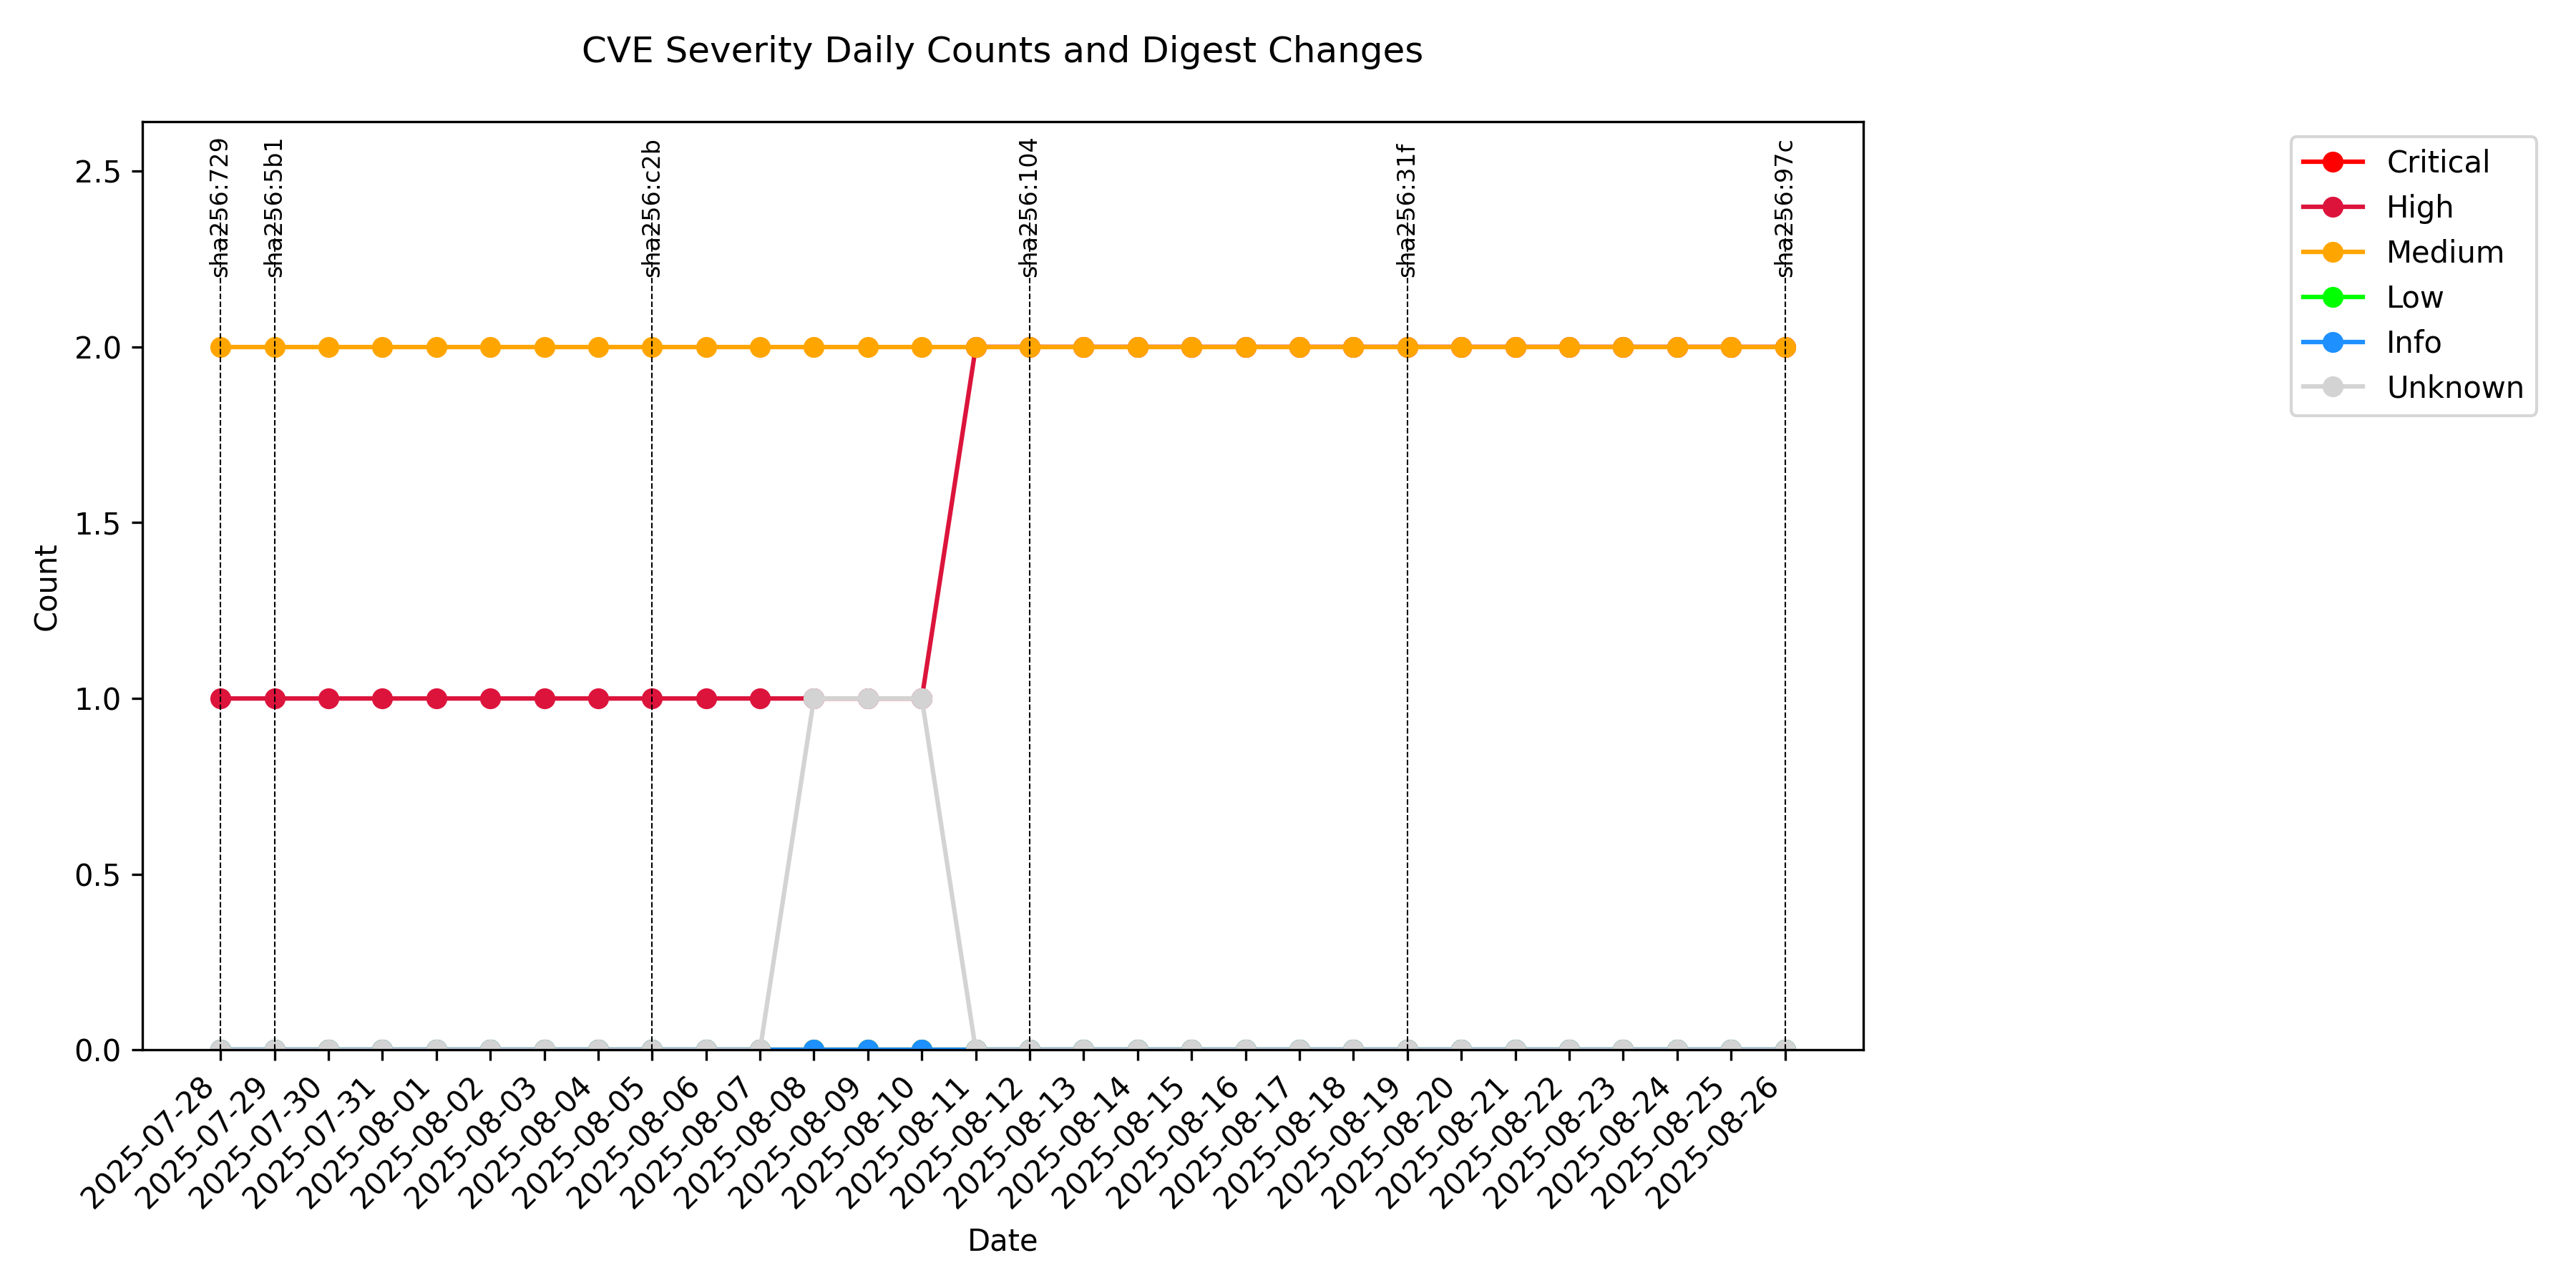 CVE Severity Daily Counts and Digest Changes
sha256:729
sha256:5b1
sha256:c2b
sha256:104
sha256:31f
sha256:97c
Critical
High
Medium
Low
Info
Unknown
2.5
2.0
1.5
1.0
0.5
0.0
Count
2025-07-28
2025-07-29
2025-07-30
2025-07-31
2025-08-01
2025-08-02
2025-08-03
2025-08-04
2025-08-05
2025-08-06
2025-08-07
2025-08-08
2025-08-09
2025-08-10
2025-08-11
2025-08-12
2025-08-13
2025-08-14
2025-08-15
2025-08-16
2025-08-17
2025-08-18
2025-08-19
2025-08-20
2025-08-21
2025-08-22
2025-08-23
2025-08-24
2025-08-25
2025-08-26
Date